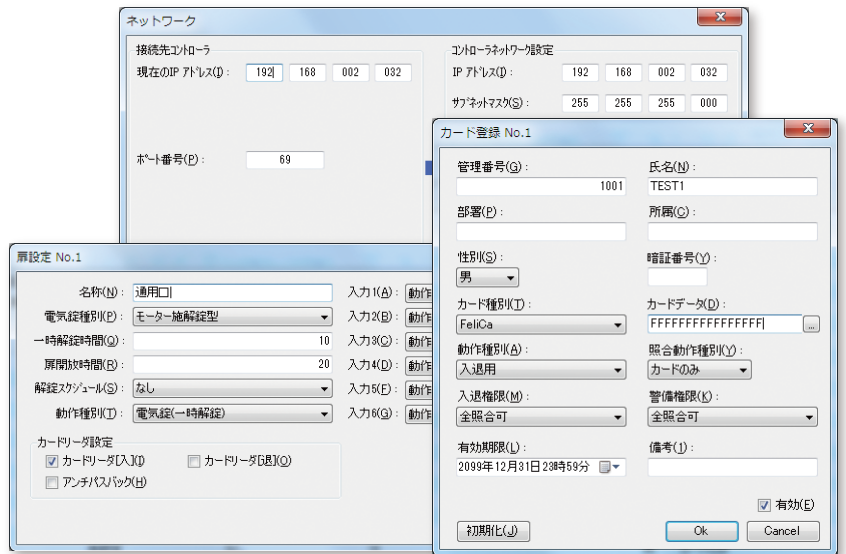 ネットワーク
接続先コントローラ
現在のIP アドレス(I): 192 168 002 032
ポート番号(P): 69
コントローラネットワーク設定
IP アドレス(J): 192 168 002 032
サブネットマスク(S): 255 255 255 000
扉設定 No.1
名称(N): 通用口
電気錠種別(P): モーター施解錠型
一時解錠時間(O): 10
扉開放時間(R): 20
解錠スケジュール(S): なし
動作種別(T): 電気錠(一時解錠)
入力1(A): 動作
入力2(B): 動作
入力3(C): 動作
入力4(D): 動作
入力5(F): 動作
入力6(G): 動作
カードリーダ設定
カードリーダ[入](I) カードリーダ[退](O)
アンチパスバック(H)
カード登録 No.1
管理番号(G): 氏名(N):
1001 TEST1
部署(P): 所属(C):
性別(S): 暗証番号(Y):
男
カード種別(T): カードデータ(D):
FeliCa FFFFFFFFFFFFFFFF ...
動作種別(A): 照合動作種別(Y):
入退用 カードのみ
入退権限(M): 警備権限(K):
全照合可 全照合可
有効期限(L): 備考(1):
2099年12月31日23時59分
有効(E)
初期化(J) Ok Cancel